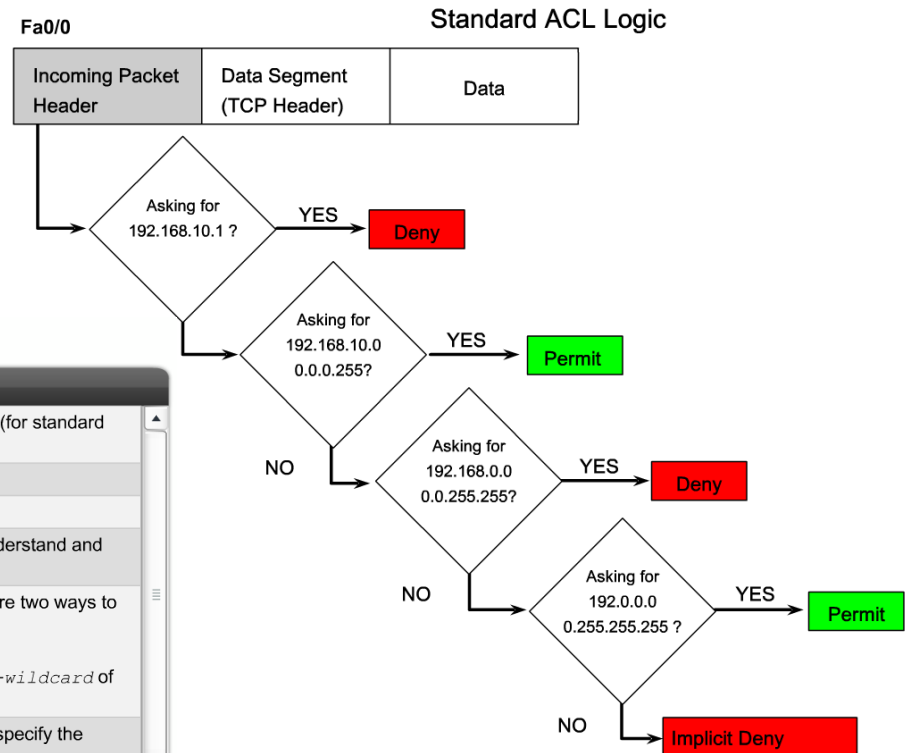 Standard ACL Logic
Fa0/0
Incoming Packet
Header
Data Segment
(TCP Header)
Data
Asking for
192.168.10.1 ?
YES
Deny
Asking for
192.168.10.0
0.0.0.255?
YES
Permit
NO
Asking for
192.168.0.0
0.0.255.255?
YES
Deny
NO
Asking for
192.0.0.0
0.255.255.255 ?
YES
Permit
NO
Implicit Deny
(for standard
derstand and
re two ways to
-wildcard of
specify the